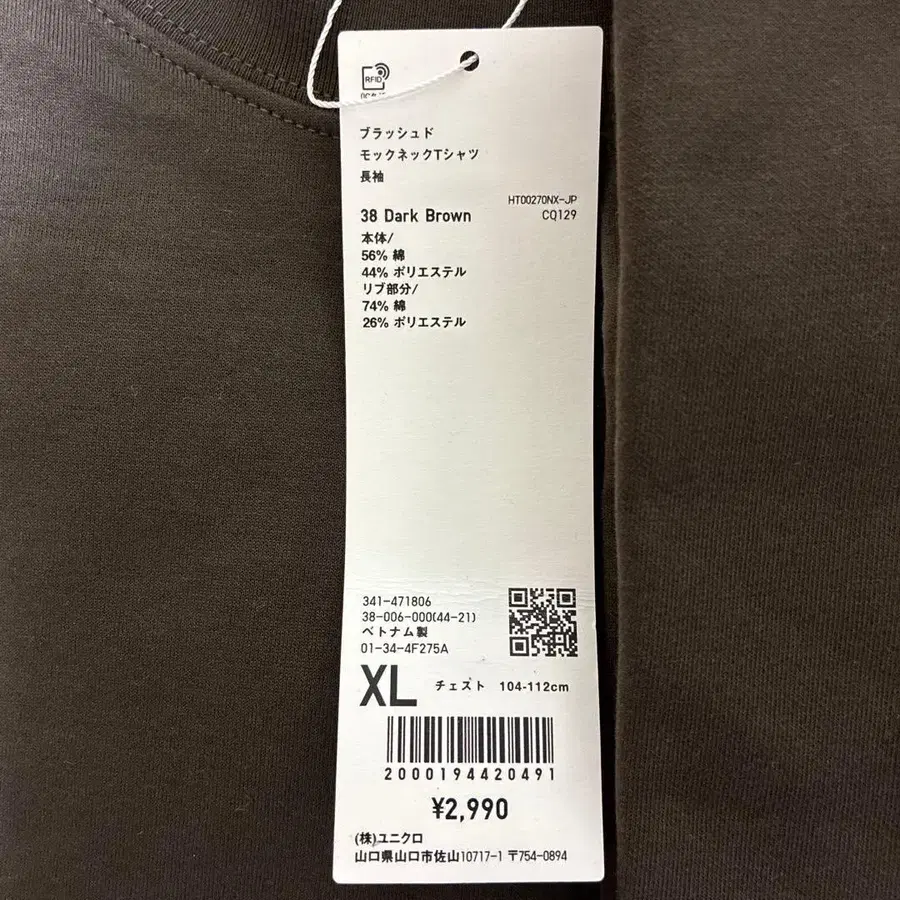 RFID
ブラッシュド
モックネックTシャツ
長袖
HT00270NX-JP
38 Dark Brown
CQ129
本体/
56% 綿
44% ポリエステル
リブ部分/
74% 綿
26% ポリエステル
341-471806
38-006-000(44-21)
ベトナム製
01-34-4F275A
XL チェスト 104-112cm
2000194420491
¥2,990
(株)ユニクロ
山口県山口市佐山10717-1 〒754-0894